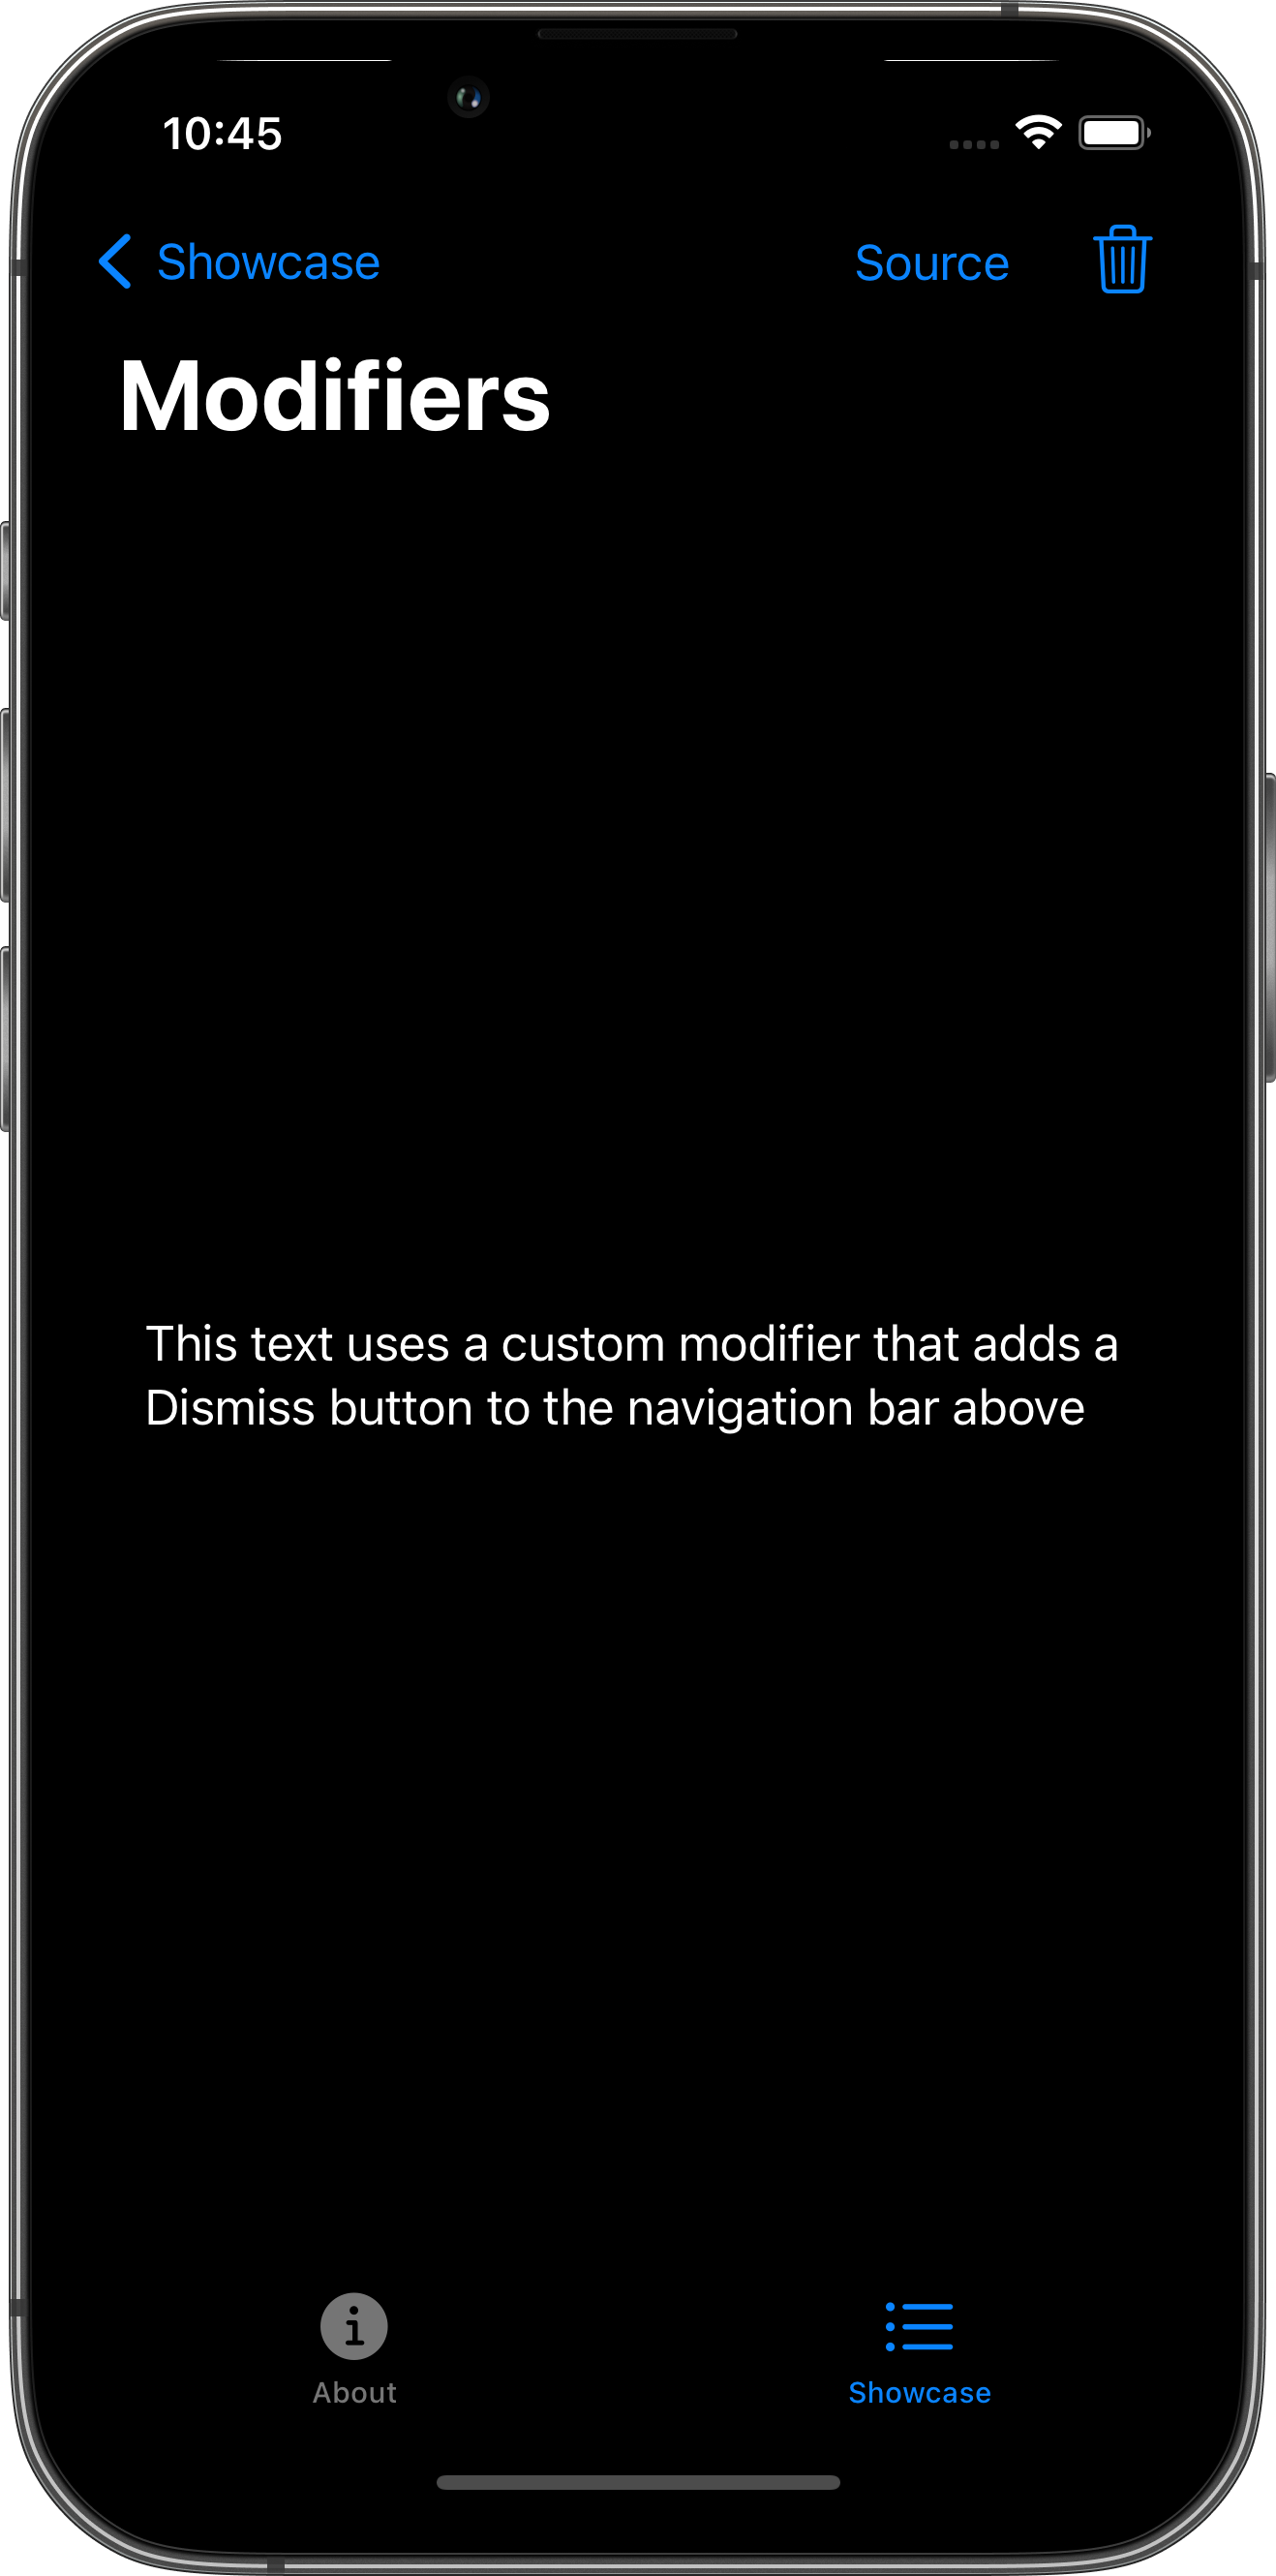 10:45
Showcase
Source
Modifiers
This text uses a custom modifier that adds a
Dismiss button to the navigation bar above
About
Showcase